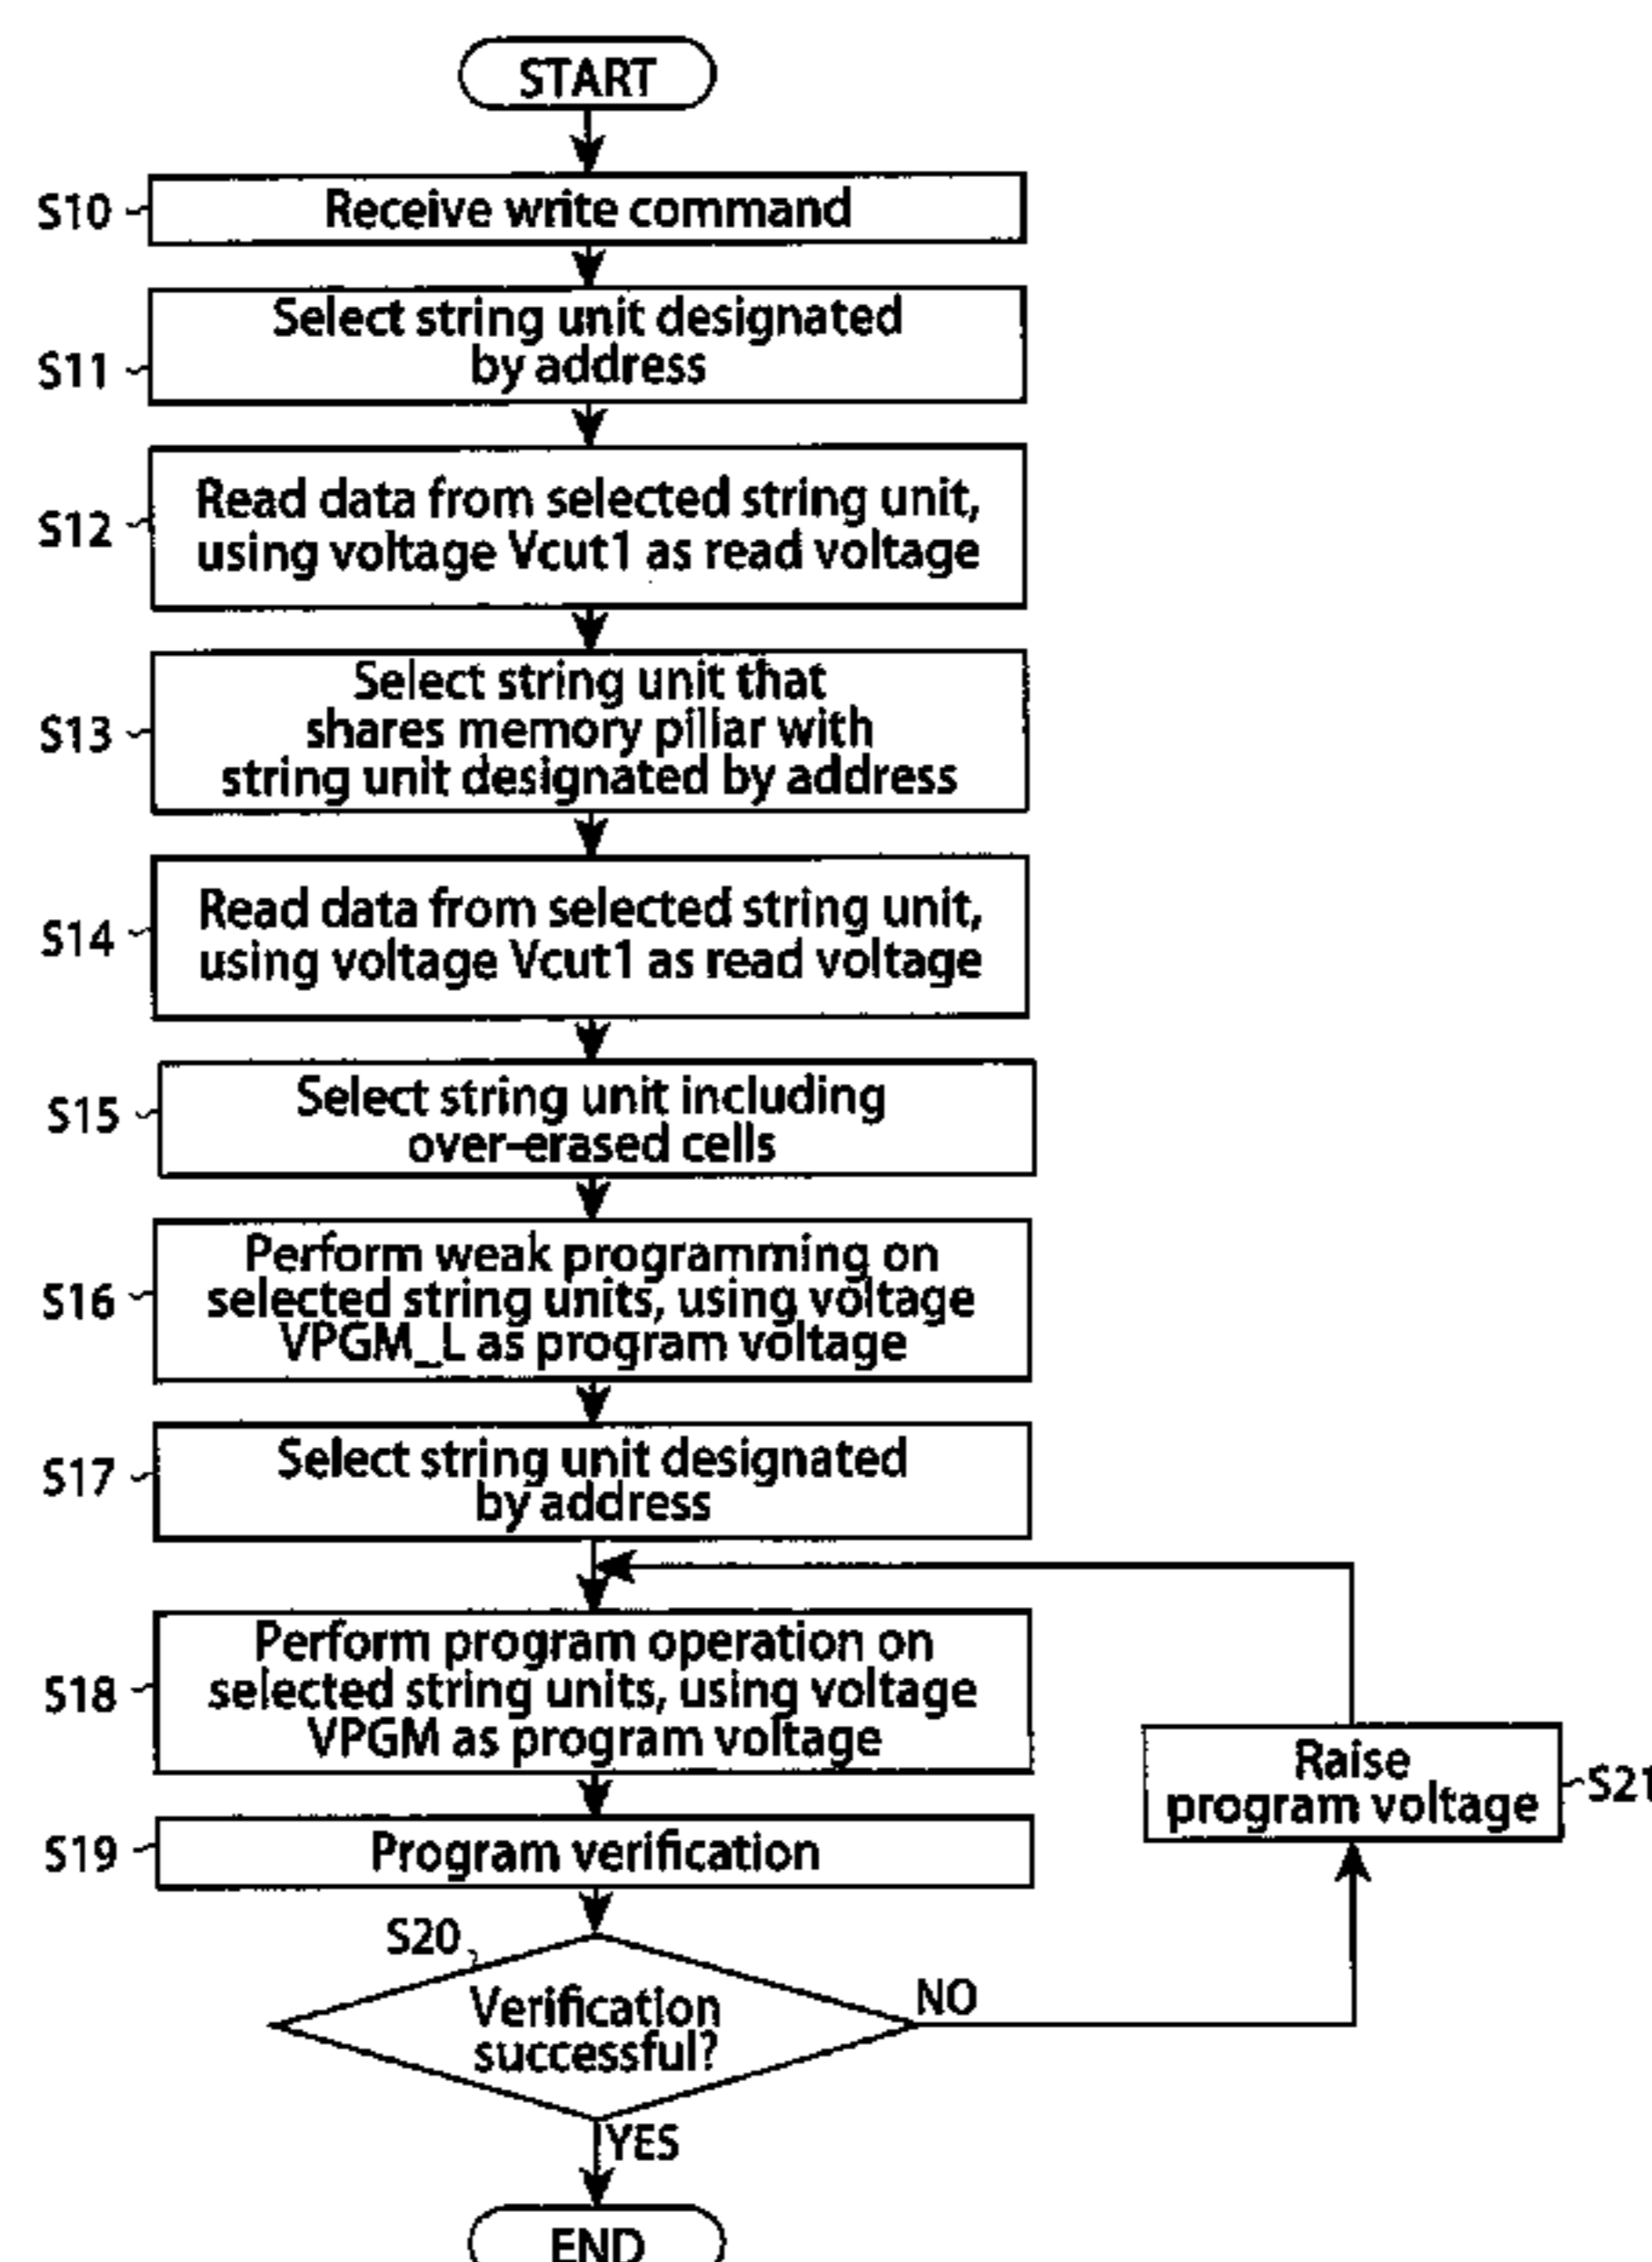 START
S10
Receive write command
S11
Select string unit designated
by address
S12
Read data from selected string unit,
using voltage Vcut1 as read voltage
S13
Select string unit that
shares memory pillar with
string unit designated by address
S14
Read data from selected string unit,
using voltage Vcut1 as read voltage
S15
Select string unit including
over-erased cells
S16
Perform weak programming on
selected string units, using voltage
VPGM_L as program voltage
S17
Select string unit designated
by address
S18
Perform program operation on
selected string units, using voltage
VPGM as program voltage
Raise
program voltage
S21
S19
Program verification
S20
Verification
successful?
NO
YES
END